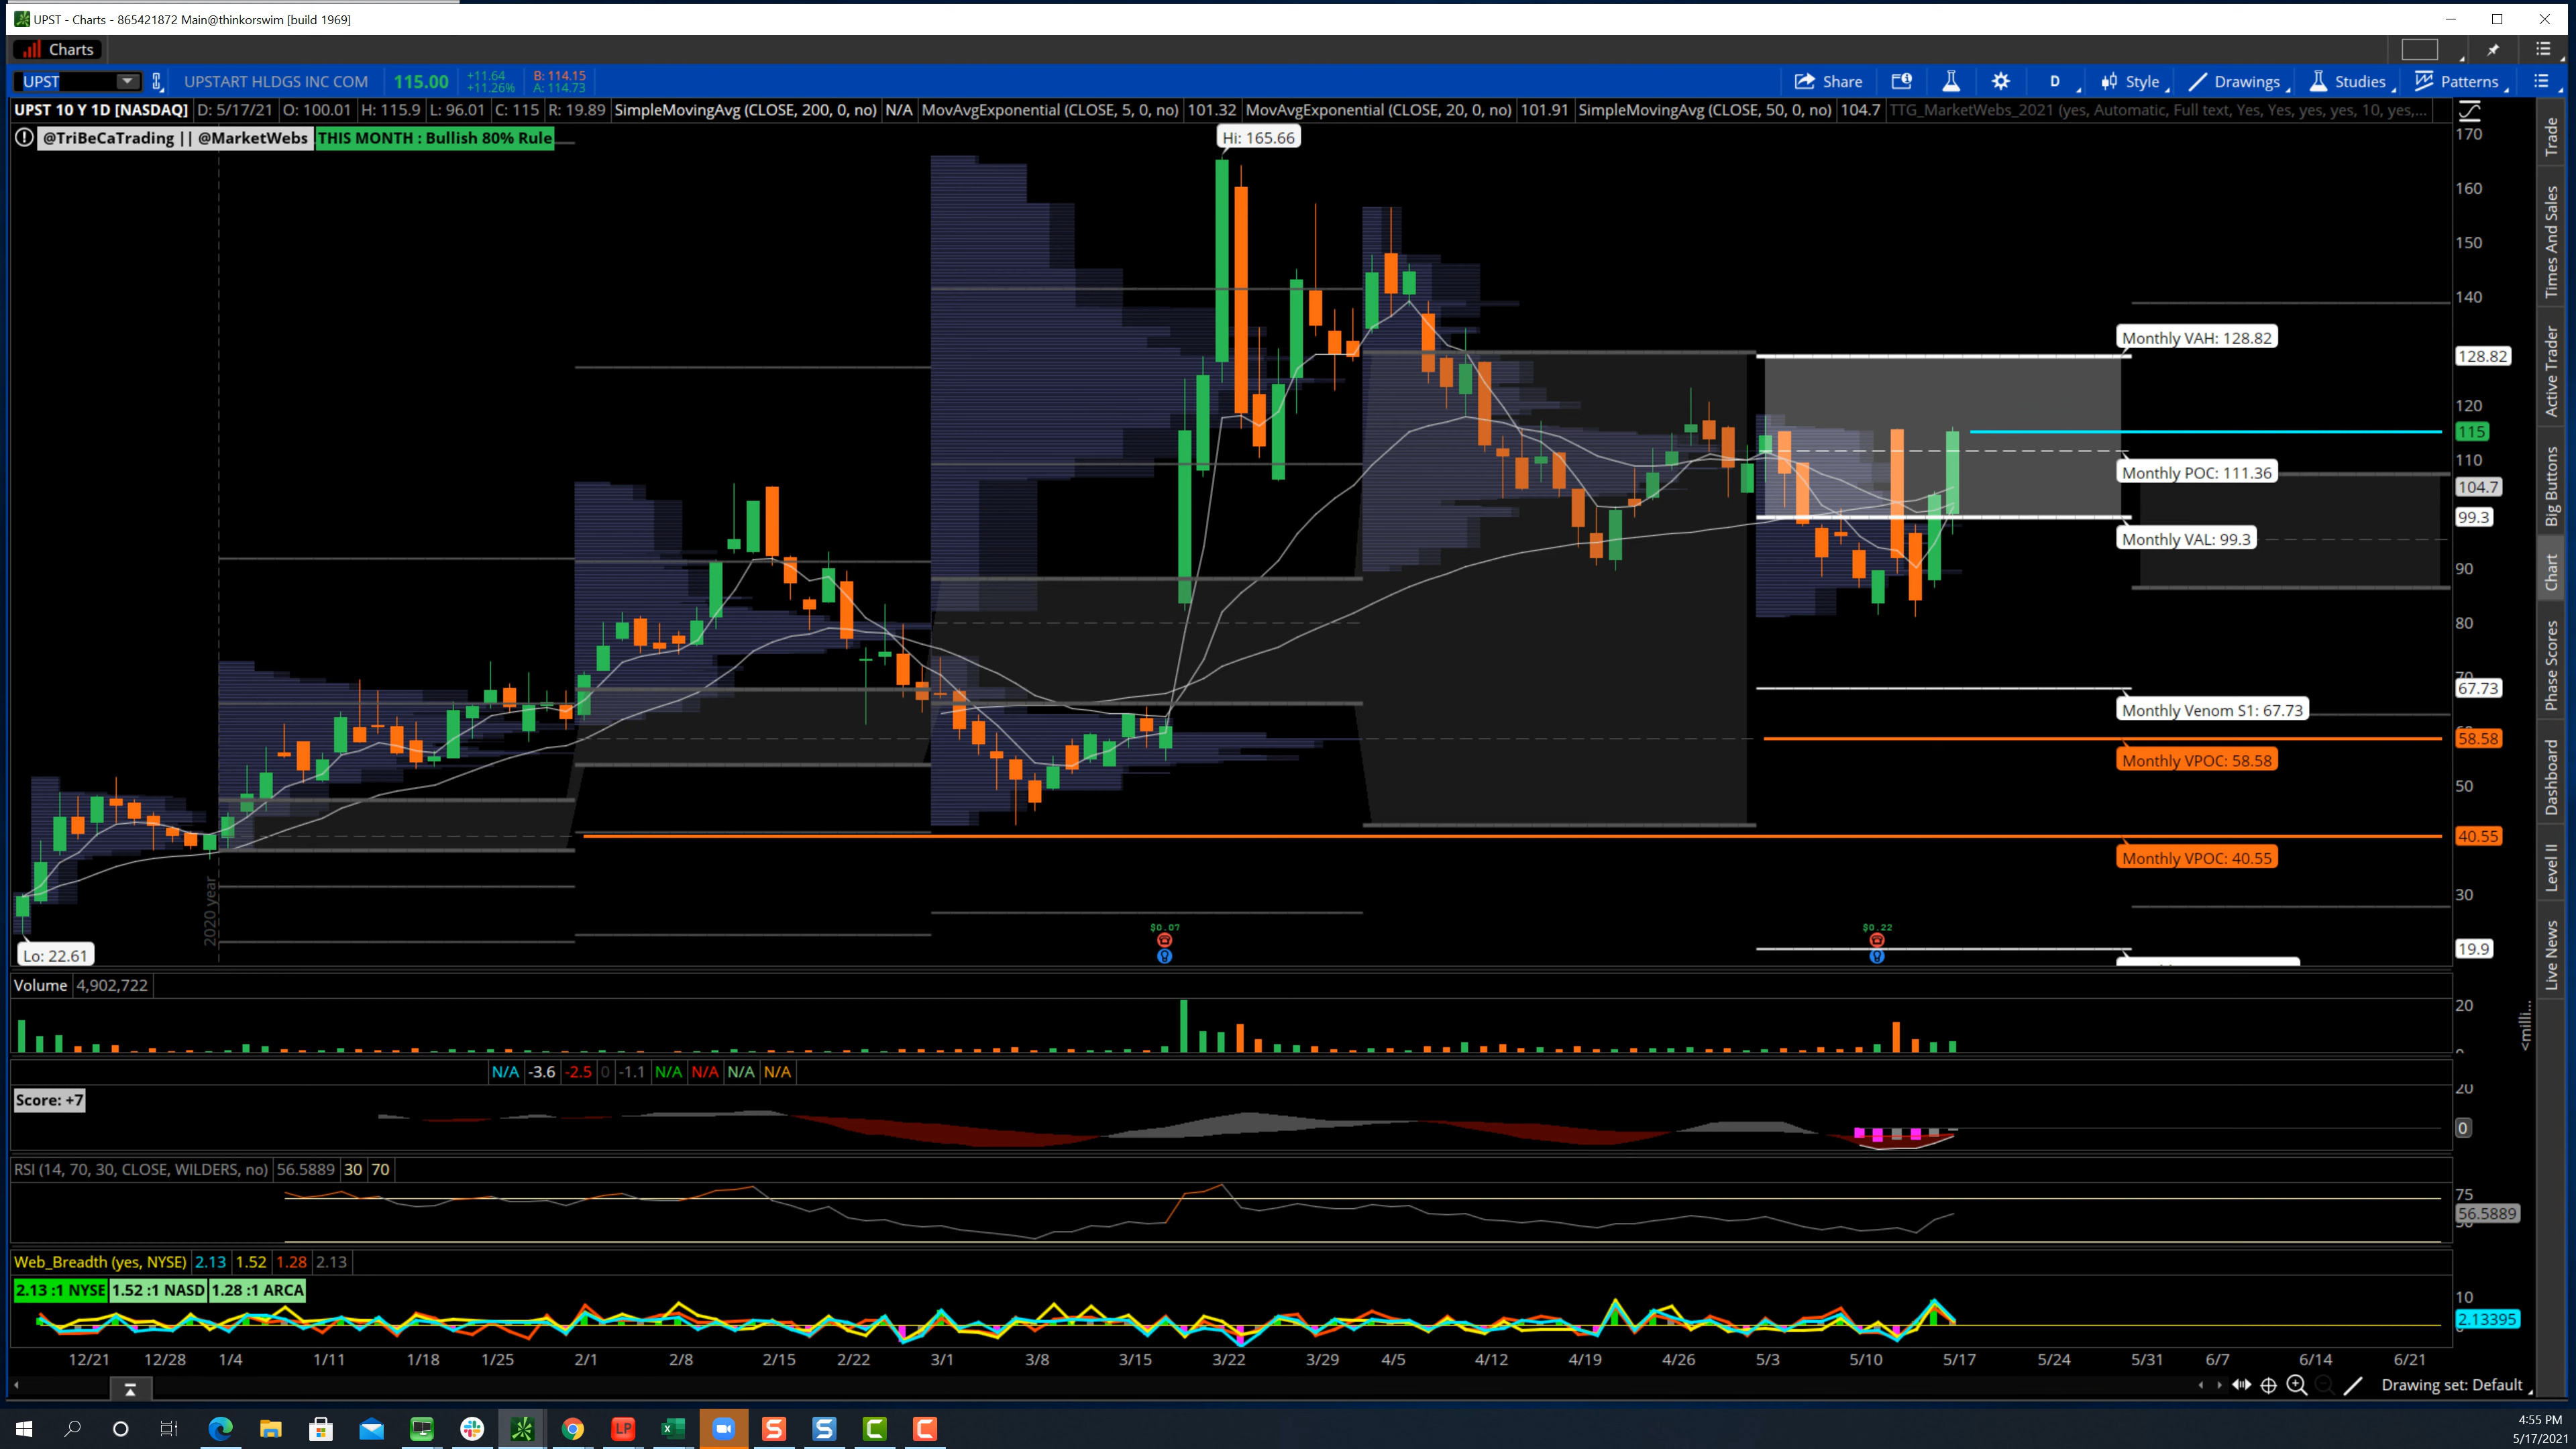 UPST - Charts - 865421872 Main@thinkorswim [build 1969]
Charts
UPST UPSTART HLDGS INC COM 115.00 +11.64 +11.26% B: 114.15 A: 114.73 Share D Style Drawings Studies Patterns
UPST 10 Y 1D [NASDAQ] D: 5/17/21 O: 100.01 H: 115.9 L: 96.01 C: 115 R: 19.89 SimpleMovingAvg (CLOSE, 200, 0, no) N/A MovAvgExponential (CLOSE, 5, 0, no) 101.32 MovAvgExponential (CLOSE, 20, 0, no) 101.91 SimpleMovingAvg (CLOSE, 50, 0, no) 104.7 TTG_MarketWebs_2021 (yes, Automatic, Full text, Yes, Yes, yes, yes, 10, yes,...
@TriBeCaTrading || @MarketWebs THIS MONTH : Bullish 80% Rule
Hi: 165.66
170
160
150
140
Monthly VAH: 128.82
128.82
120
115
110
Monthly POC: 111.36
104.7
99.3
Monthly VAL: 99.3
90
80
70
67.73
Monthly Venom S1: 67.73
58.58
Monthly VPOC: 58.58
50
40.55
Monthly VPOC: 40.55
30
2020 year
$0.07
$0.22
19.9
Lo: 22.61
Trade
Times And Sales
Active Trader
Big Buttons
Chart
Phase Scores
Dashboard
Level II
Live News
Volume 4,902,722
20
<milli...
N/A -3.6 -2.5 0 -1.1 N/A N/A N/A N/A
Score: +7
20
0
RSI (14, 70, 30, CLOSE, WILDERS, no) 56.5889 30 70
75
56.5889
Web_Breadth (yes, NYSE) 2.13 1.52 1.28 2.13
2.13 :1 NYSE 1.52 :1 NASD 1.28 :1 ARCA
10
2.13395
12/21 12/28 1/4 1/11 1/18 1/25 2/1 2/8 2/15 2/22 3/1 3/8 3/15 3/22 3/29 4/5 4/12 4/19 4/26 5/3 5/10 5/17 5/24 5/31 6/7 6/14 6/21
Drawing set: Default
LP
4:55 PM
5/17/2021